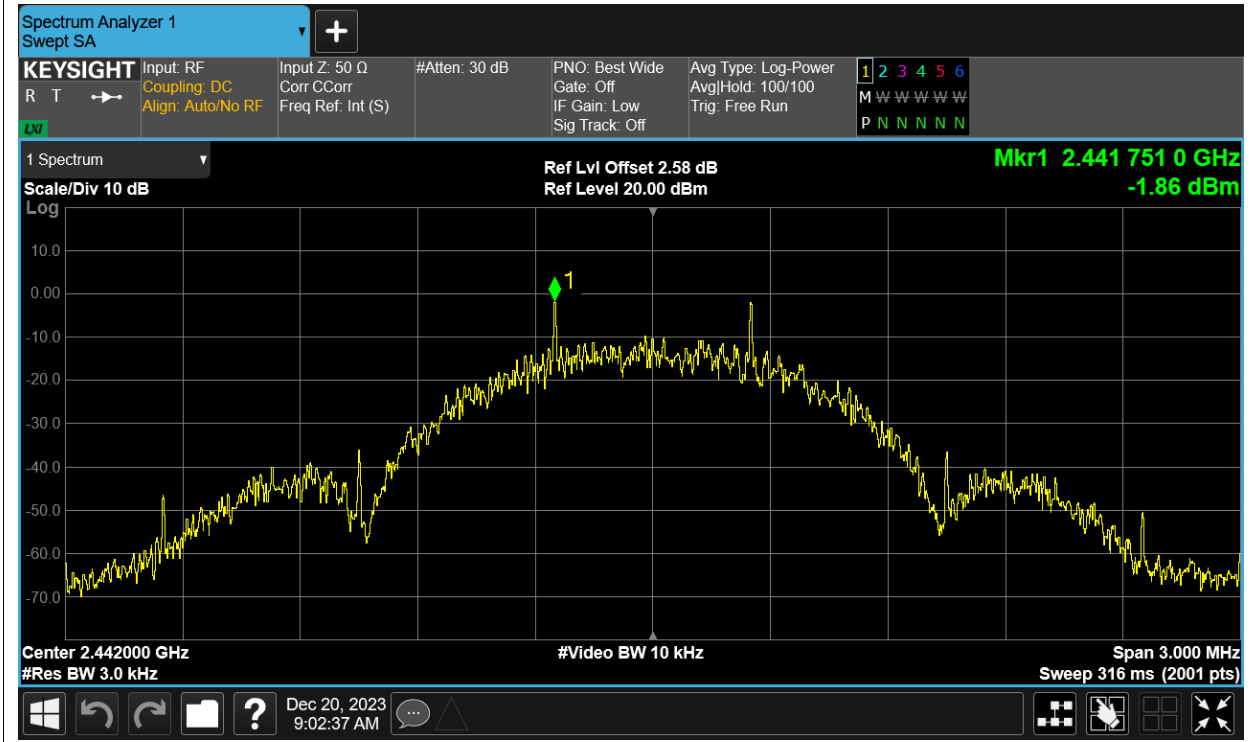 Spectrum Analyzer 1
Swept SA
+
KEYSIGHT
R T
LXI
Input: RF
Coupling: DC
Align: Auto/No RF
Input Z: 50 Ω
Corr CCorr
Freq Ref: Int (S)
#Atten: 30 dB
PNO: Best Wide
Gate: Off
IF Gain: Low
Sig Track: Off
Avg Type: Log-Power
Avg|Hold: 100/100
Trig: Free Run
1 2 3 4 5 6
M W W W W W
P N N N N N
1 Spectrum
Scale/Div 10 dB
Log
Ref Lvl Offset 2.58 dB
Ref Level 20.00 dBm
Mkr1 2.441 751 0 GHz
-1.86 dBm
10.0
0.00
-10.0
-20.0
-30.0
-40.0
-50.0
-60.0
-70.0
1
Center 2.442000 GHz
#Res BW 3.0 kHz
#Video BW 10 kHz
Span 3.000 MHz
Sweep 316 ms (2001 pts)
?
Dec 20, 2023
9:02:37 AM